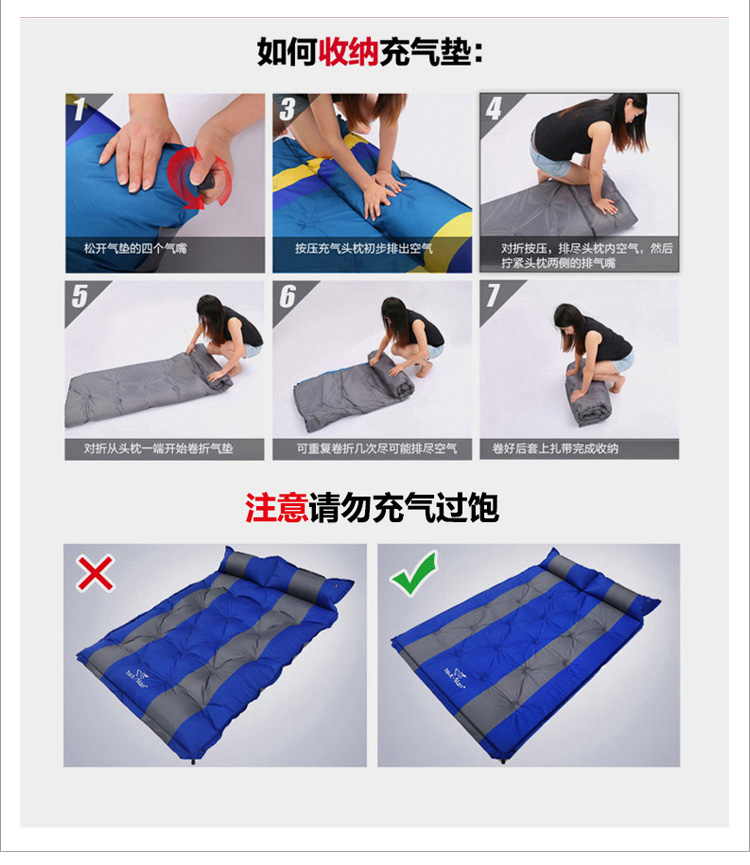 如何收纳充气垫:
1
松开气垫的四个气嘴
3
按压充气头枕初步排出空气
4
对折按压，排尽头枕内空气，然后
拧紧头枕两侧的排气嘴
5
对折从头枕一端开始卷折气垫
6
可重复卷折几次尽可能排尽空气
7
卷好后套上扎带完成收纳
注意请勿充气过饱